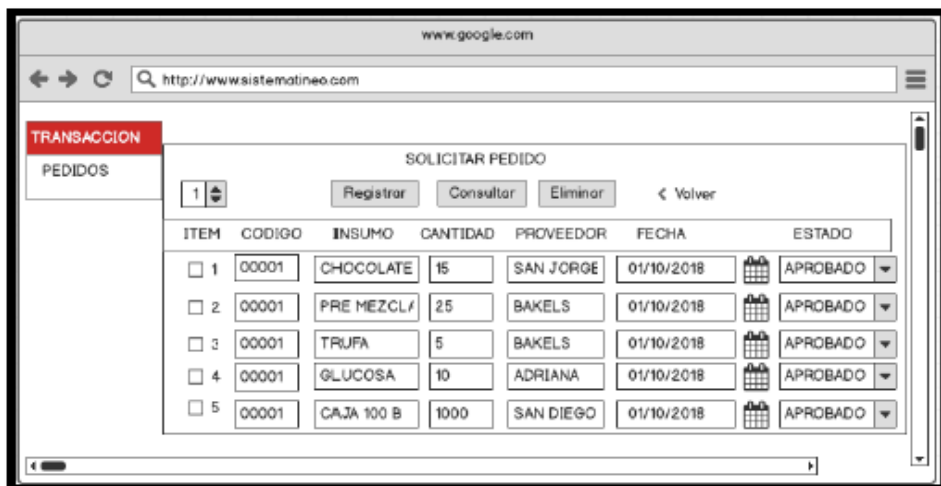 www.google.com
http://www.sistematineo.com
TRANSACCION
PEDIDOS
SOLICITAR PEDIDO
1 Registrar Consultar Eliminar < Volver
ITEM CODIGO INSUMO CANTIDAD PROVEEDOR FECHA ESTADO
1 00001 CHOCOLATE 15 SAN JORGE 01/10/2018 APROBADO
2 00001 PRE MEZCLA 25 BAKELS 01/10/2018 APROBADO
3 00001 TRUFA 5 BAKELS 01/10/2018 APROBADO
4 00001 GLUCOSA 10 ADRIANA 01/10/2018 APROBADO
5 00001 CAJA 100 B 1000 SAN DIEGO 01/10/2018 APROBADO